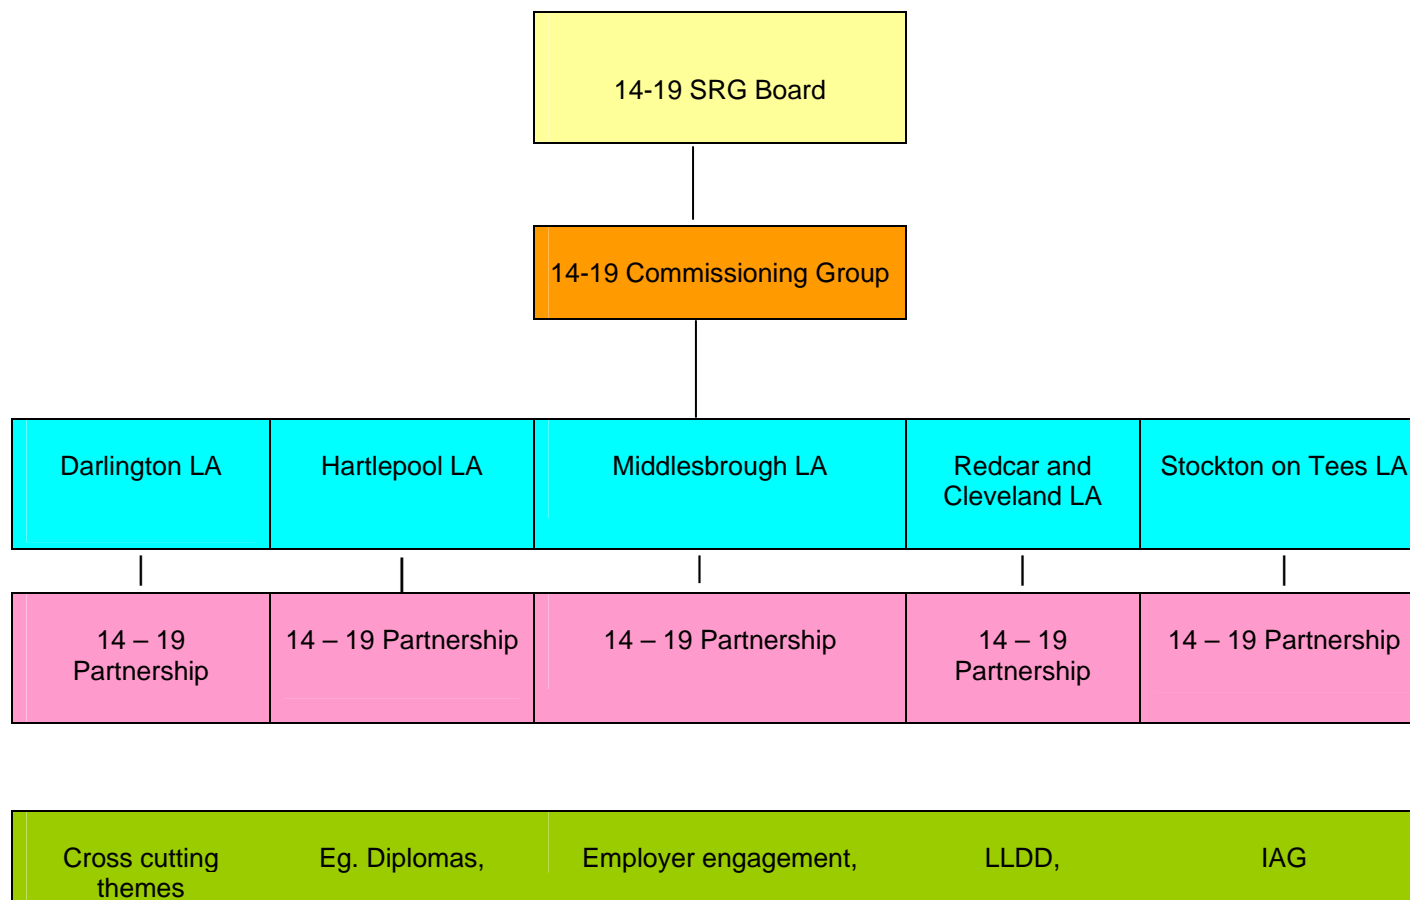 14-19 SRG Board
14-19 Commissioning Group
Darlington LA
Hartlepool LA
Middlesbrough LA
Redcar and
Cleveland LA
Stockton on Tees LA
14 – 19
Partnership
14 – 19 Partnership
14 – 19 Partnership
14 – 19
Partnership
14 – 19 Partnership
Cross cutting
themes
Eg. Diplomas,
Employer engagement,
LLDD,
IAG